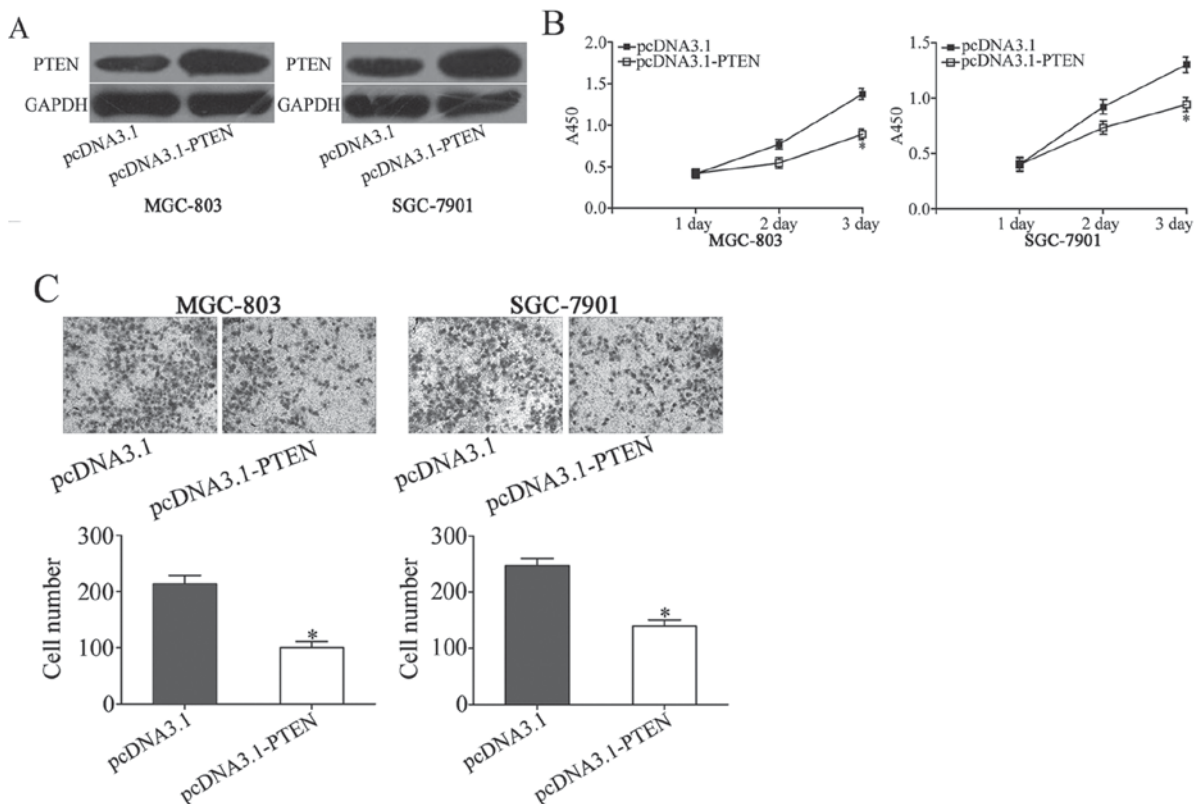 A
PTEN
GAPDH
pcDNA3.1
pcDNA3.1-PTEN
MGC-803
PTEN
GAPDH
pcDNA3.1
pcDNA3.1-PTEN
SGC-7901
B
2.0
1.5
1.0
0.5
0.0
A450
pcDNA3.1
pcDNA3.1-PTEN
*
1 day
2 day
3 day
MGC-803
1.5
1.0
0.5
0.0
A450
pcDNA3.1
pcDNA3.1-PTEN
*
1 day
2 day
3 day
SGC-7901
C
MGC-803
pcDNA3.1
pcDNA3.1-PTEN
SGC-7901
pcDNA3.1
pcDNA3.1-PTEN
Cell number
300
200
100
0
*
pcDNA3.1
pcDNA3.1-PTEN
Cell number
300
200
100
0
*
pcDNA3.1
pcDNA3.1-PTEN